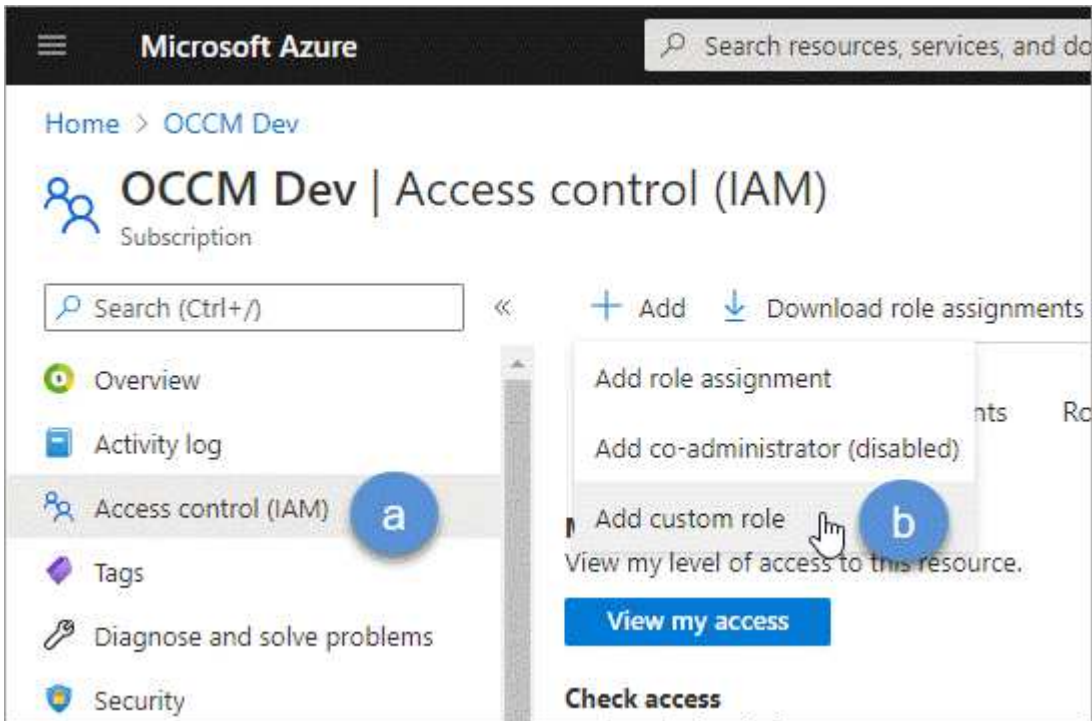 Microsoft Azure
Search resources, services, and do
Home > OCCM Dev
OCCM Dev | Access control (IAM)
Subscription
Search (Ctrl+/)
«
+ Add
Download role assignments
Overview
Activity log
Access control (IAM)
a
Tags
Diagnose and solve problems
Security
Add role assignment
Add co-administrator (disabled)
Add custom role
b
nts
Ro
View my level of access to this resource.
View my access
Check access